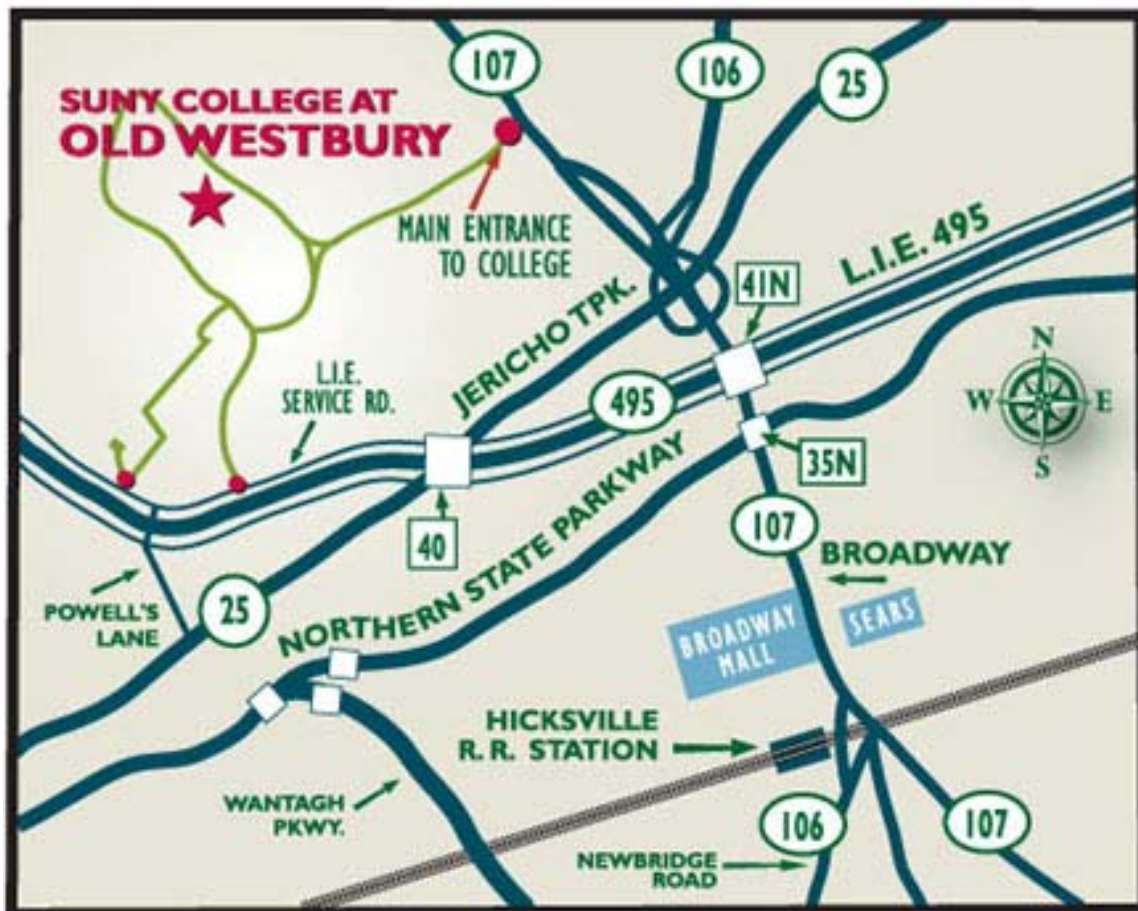 107
106
25
SUNY COLLEGE AT
OLD WESTBURY
MAIN ENTRANCE
TO COLLEGE
L.I.E. 495
41N
JERICHO TPK.
L.I.E.
SERVICE RD.
495
N
W
E
S
35N
40
NORTHERN STATE PARKWAY
107
BROADWAY
25
POWELL'S
LANE
BROADWAY
MALL
SEARS
HICKSVILLE
R.R. STATION
WANTAGH
PKWY.
106
107
NEWBRIDGE
ROAD